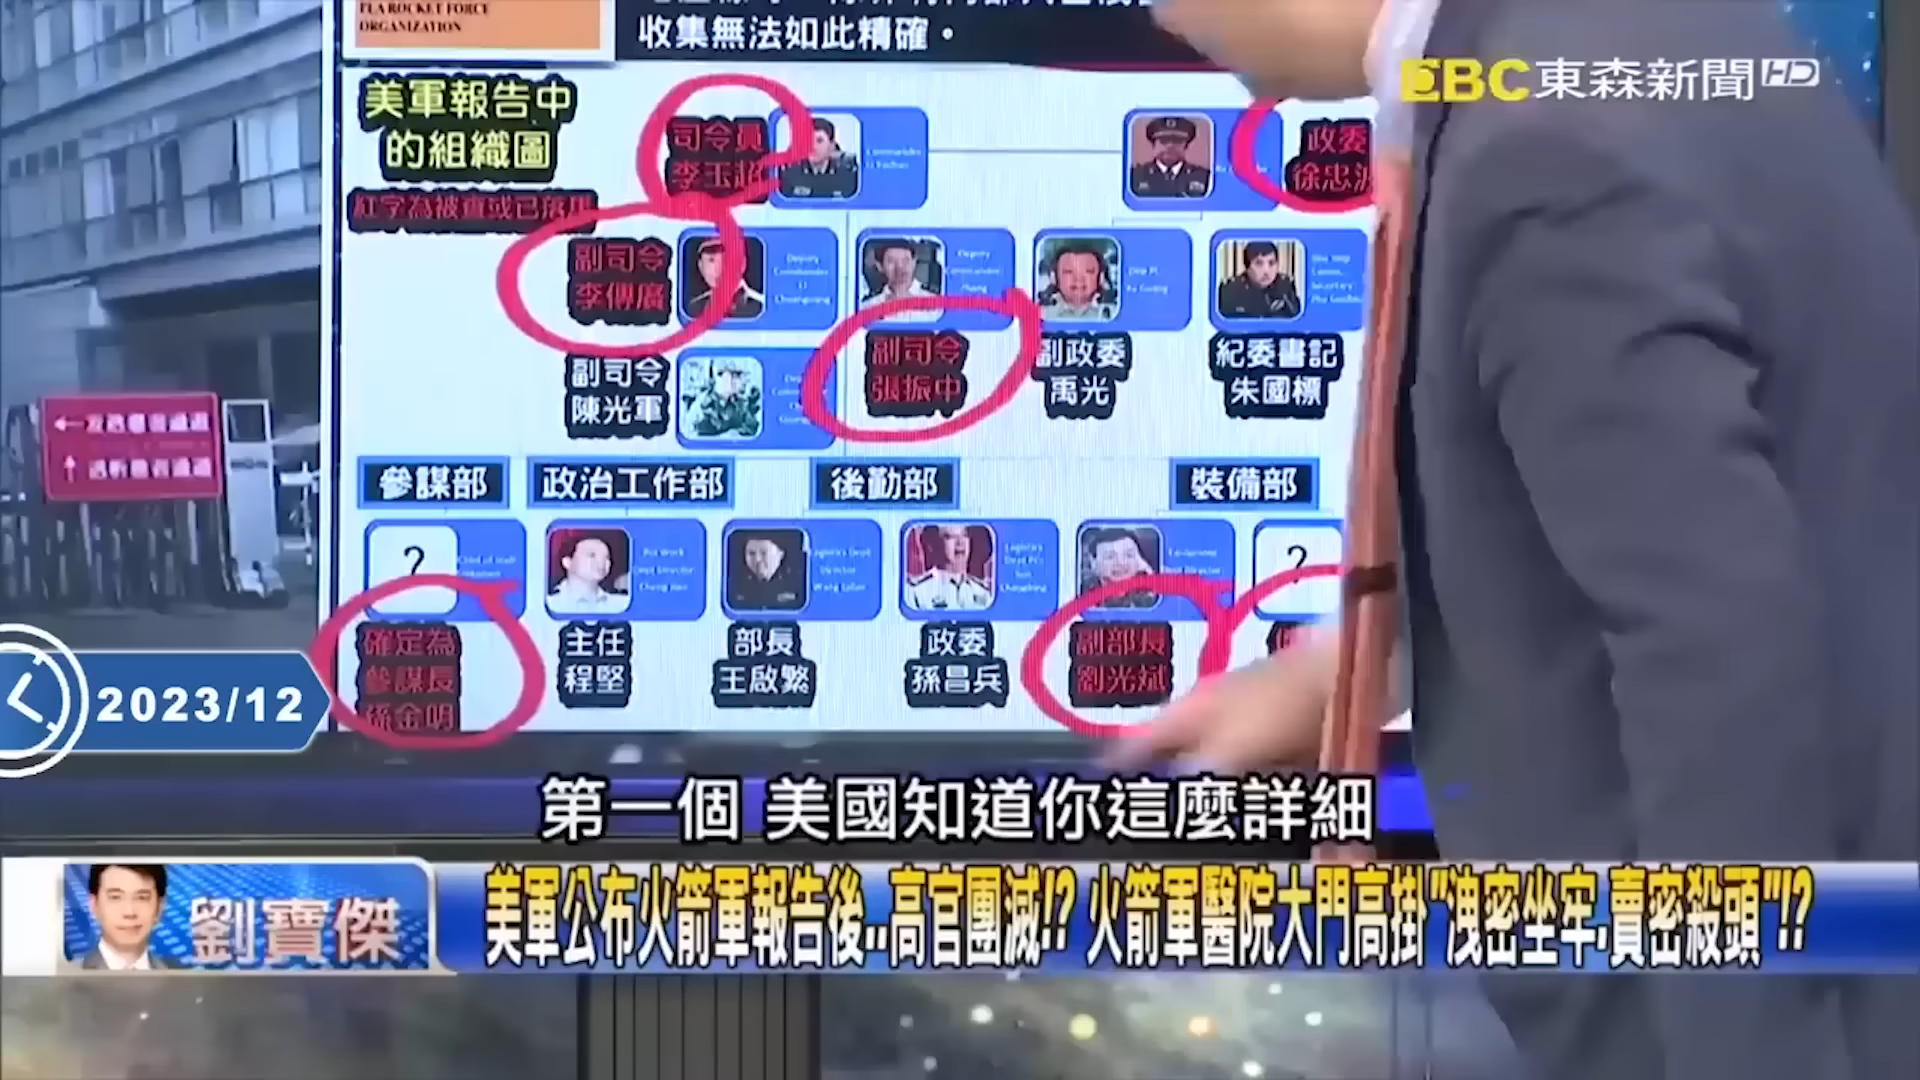 PLA ROCKET FORCE
ORGANIZATION
收集無法如此精確。
EBC東森新聞HD
美軍報告中
的組織圖
紅字為被查或已落馬
司令員
李玉超
政委
徐忠波
副司令
李傳廣
副司令
陳光軍
副司令
張振中
副政委
禹光
紀委書記
朱國標
參謀部
政治工作部
後勤部
裝備部
?
?
確定為
參謀長
孫金明
主任
程堅
部長
王啟繁
政委
孫昌兵
副部長
劉光斌
2023/12
第一個 美國知道你這麼詳細
劉寶傑
美軍公布火箭軍報告後...高官團滅!? 火箭軍醫院大門高掛"洩密坐牢,賣密殺頭"!?